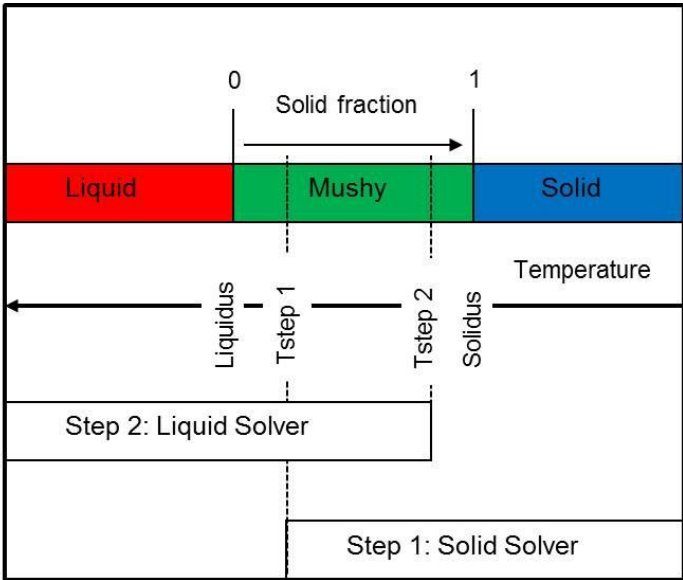 0 1
Solid fraction
Liquid Mushy Solid
Temperature
Liquidus
Tstep 1
Tstep 2
Solidus
Step 2: Liquid Solver
Step 1: Solid Solver